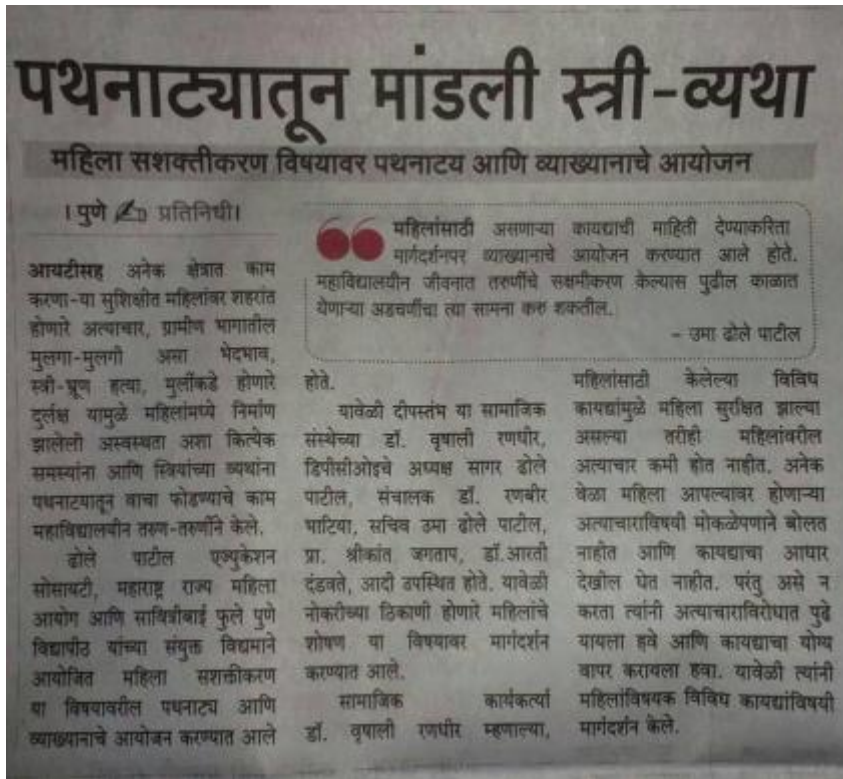 पथनाट्यातून मांडली स्त्री-व्यथा
महिला सशक्तीकरण विषयावर पथनाटय आणि व्याख्यानाचे आयोजन
। पुणे ✍ प्रतिनिधी।
आयटीसह अनेक क्षेत्रात काम
करणा-या सुशिक्षीत महिलांवर शहरांत
होणारे अत्याचार, ग्रामीण भागातील
मुलगा-मुलगी असा भेदभाव,
स्त्री-भ्रूण हत्या, मुलींकडे होणारे
दुर्लक्ष यामुळे महिलांमध्ये निर्माण
झालेली अस्वस्थता अशा कित्येक
समस्यांना आणि स्त्रियांच्या व्यथांना
पथनाटयातून वाचा फोडण्याचे काम
महाविद्यालयीन तरुण-तरुणींने केले.
ढोले पाटील एज्युकेशन
सोसायटी, महाराष्ट्र राज्य महिला
आयोग आणि सावित्रीबाई फुले पुणे
विद्यापीठ यांच्या संयुक्त विद्यमाने
आयोजित महिला सशक्तीकरण
या विषयावरील पथनाट्य आणि
व्याख्यानाचे आयोजन करण्यात आले
महिलांसाठी असणाऱ्या कायद्याची माहिती देण्याकरिता
मार्गदर्शनपर व्याख्यानाचे आयोजन करण्यात आले होते.
महाविद्यालयीन जीवनात तरुणींचे सक्षमीकरण केल्यास पुढील काळात
येणाऱ्या अडचणींचा त्या सामना करु शकतील.
- उमा ढोले पाटील
होते.
यावेळी दीपस्तंभ या सामाजिक
संस्थेच्या डॉ. वृषाली रणधीर,
डिपीसीओइचे अध्यक्ष सागर ढोले
पाटील, संचालक डॉ. रणबीर
भाटिया, सचिव उमा ढोले पाटील,
प्रा. श्रीकांत जगताप, डॉ.आरती
दंडवते, आदी उपस्थित होते. यावेळी
नोकरीच्या ठिकाणी होणारे महिलांचे
शोषण या विषयावर मार्गदर्शन
करण्यात आले.
सामाजिक कार्यकर्त्या
डॉ. वृषाली रणधीर म्हणाल्या,
महिलांसाठी केलेल्या विविध
कायद्यांमुळे महिला सुरक्षित झाल्या
असल्या तरीही महिलांवरील
अत्याचार कमी होत नाहीत. अनेक
वेळा महिला आपल्यावर होणाऱ्या
अत्याचाराविषयी मोकळेपणाने बोलत
नाहीत आणि कायद्याचा आधार
देखील घेत नाहीत. परंतु असे न
करता त्यांनी अत्याचाराविरोधात पुढे
यायला हवे आणि कायद्याचा योग्य
वापर करायला हवा. यावेळी त्यांनी
महिलांविषयक विविध कायद्यांविषयी
मार्गदर्शन केले.